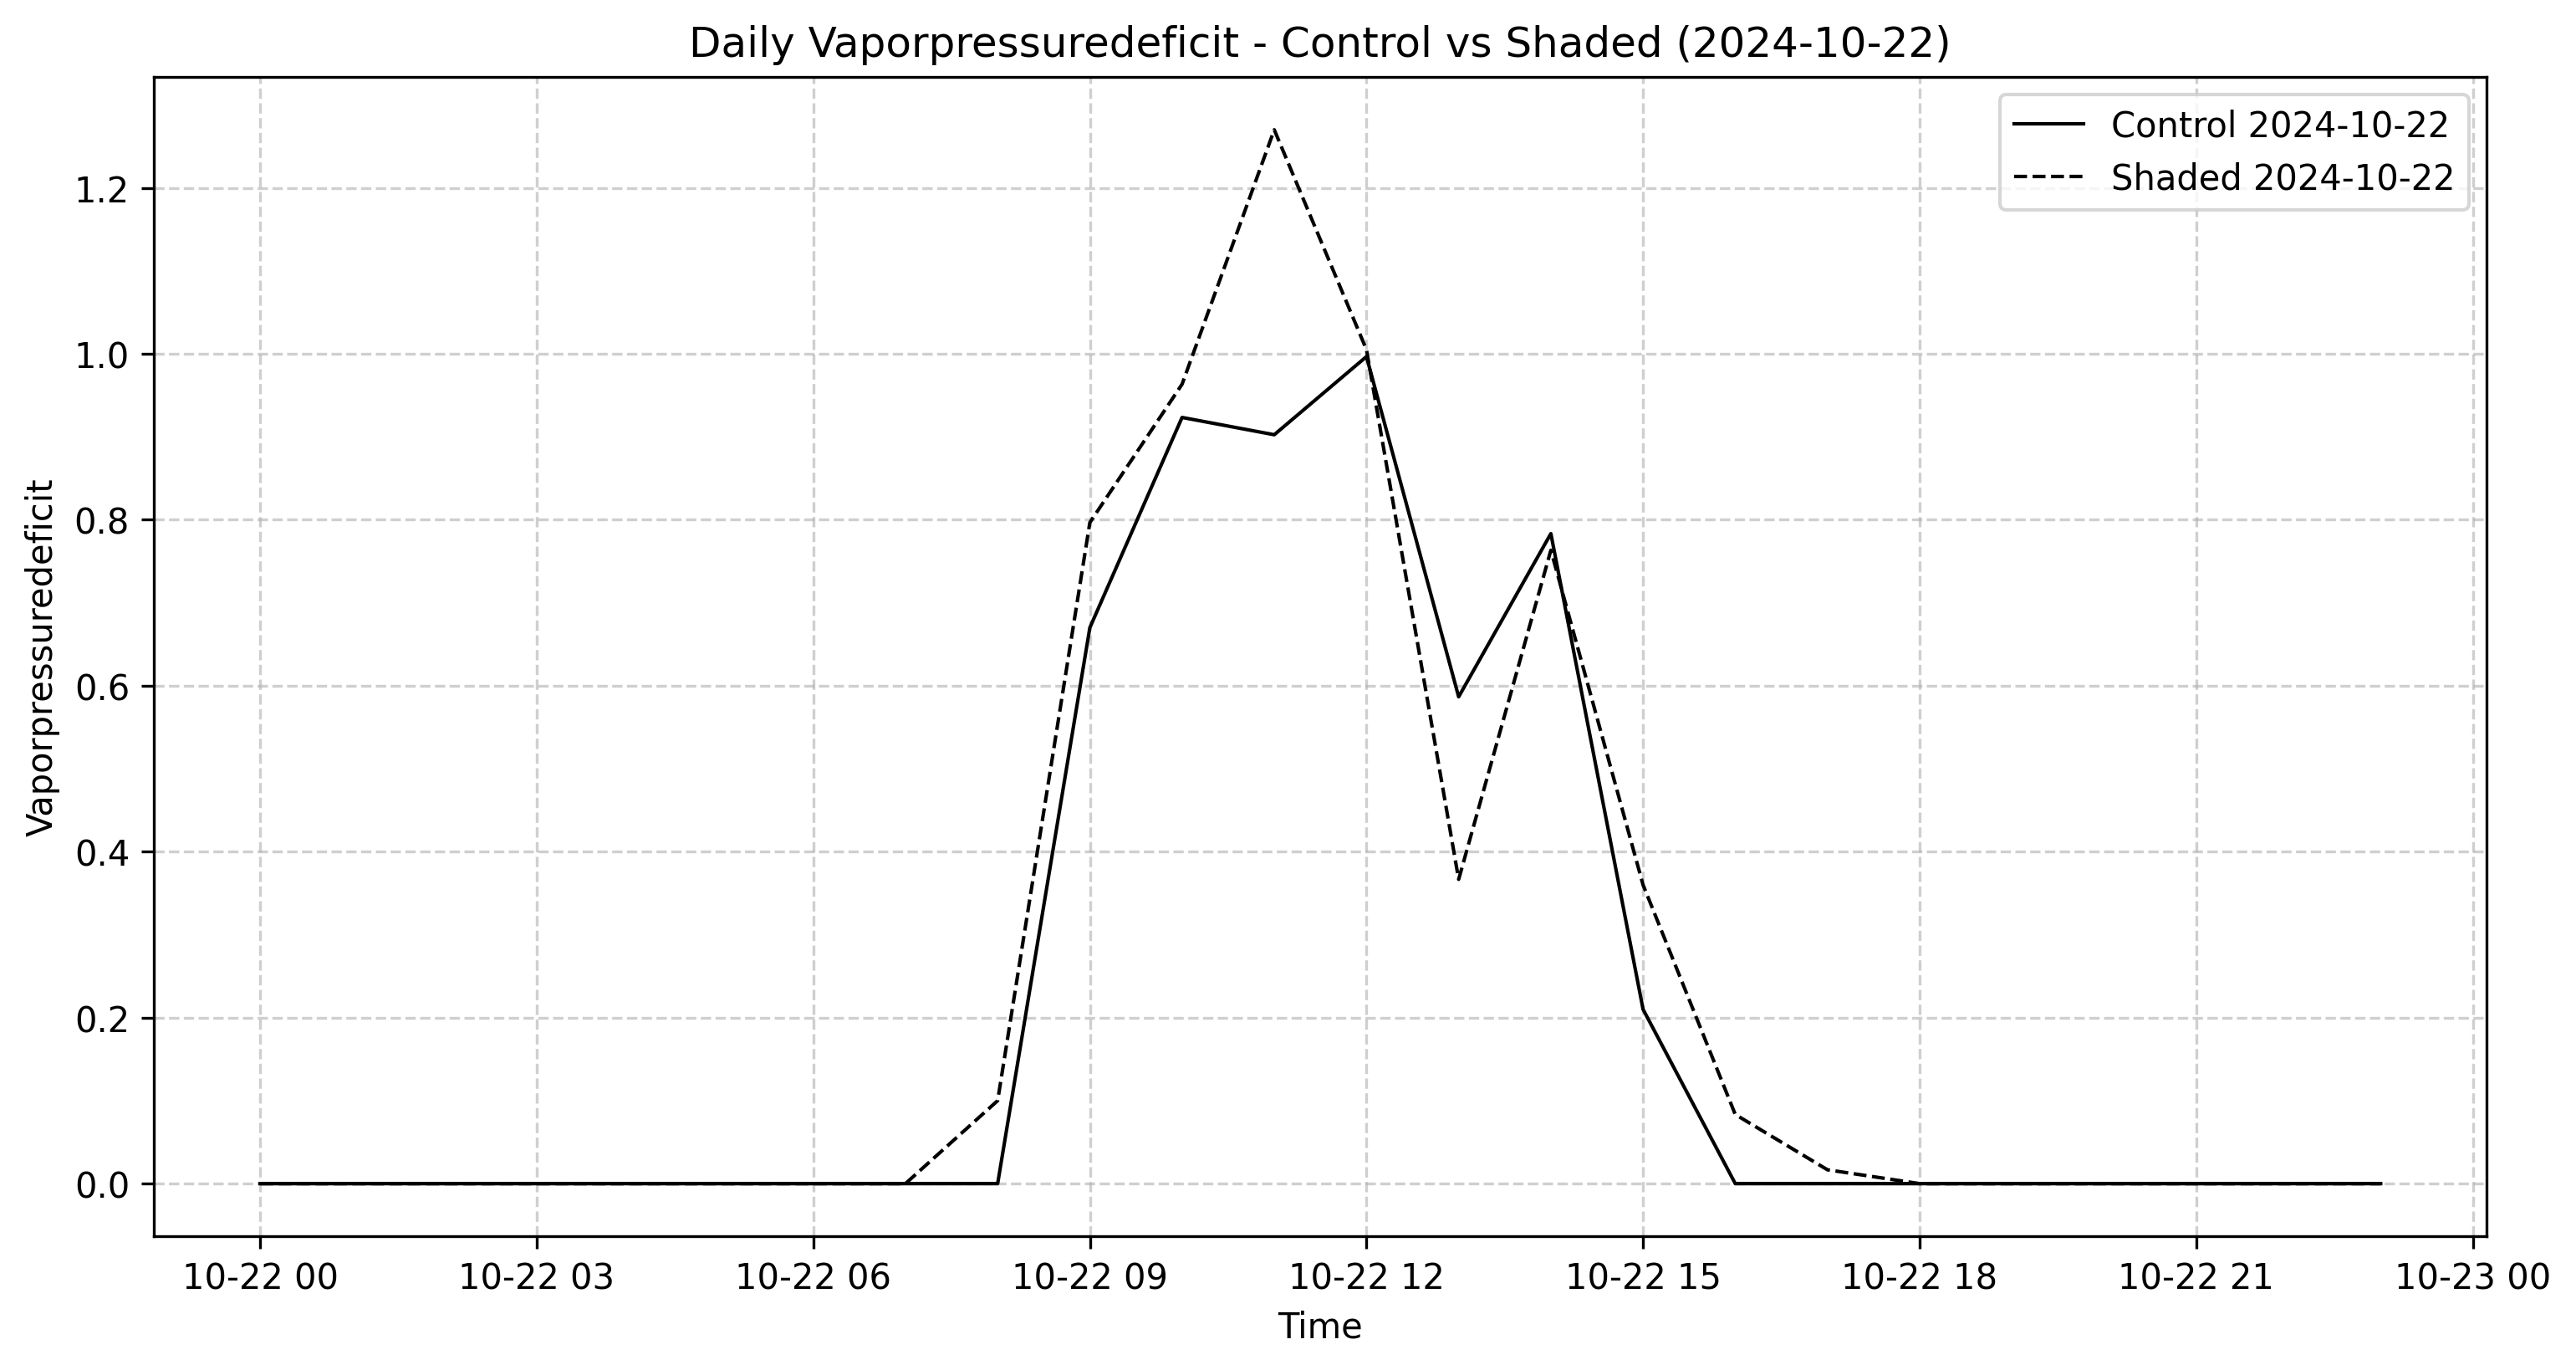 Daily Vaporpressuredeficit - Control vs Shaded (2024-10-22)
Control 2024-10-22
Shaded 2024-10-22
Vaporpressuredeficit
1.2
1.0
0.8
0.6
0.4
0.2
0.0
10-22 00 10-22 03 10-22 06 10-22 09 10-22 12 10-22 15 10-22 18 10-22 21 10-23 00
Time